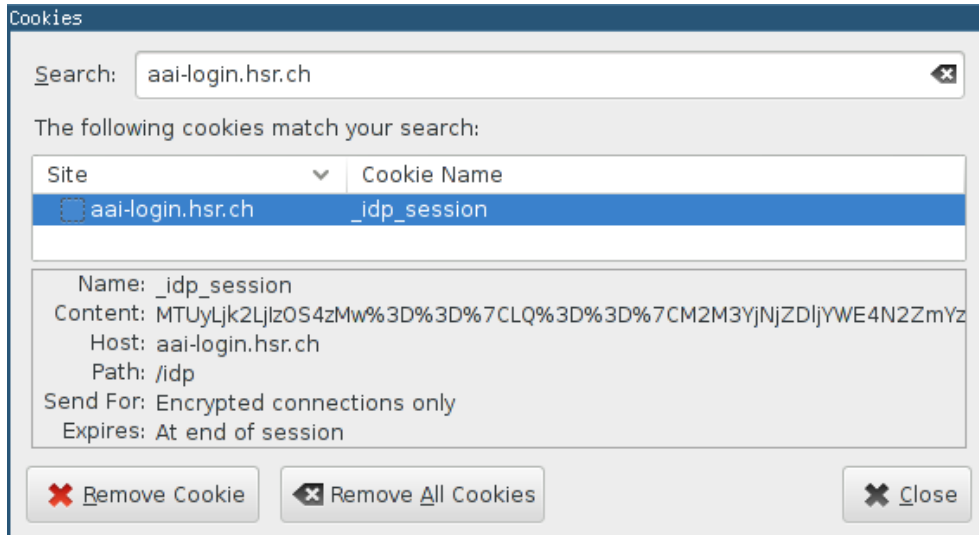 Cookies
Search: aai-login.hsr.ch
The following cookies match your search:
Site Cookie Name
aai-login.hsr.ch _idp_session
Name: _idp_session
Content: MTUyLjk2LjIzOS4zMw%3D%3D%7CLQ%3D%3D%7CM2M3YjNjZDljYWE4N2ZmYz
Host: aai-login.hsr.ch
Path: /idp
Send For: Encrypted connections only
Expires: At end of session
Remove Cookie Remove All Cookies Close